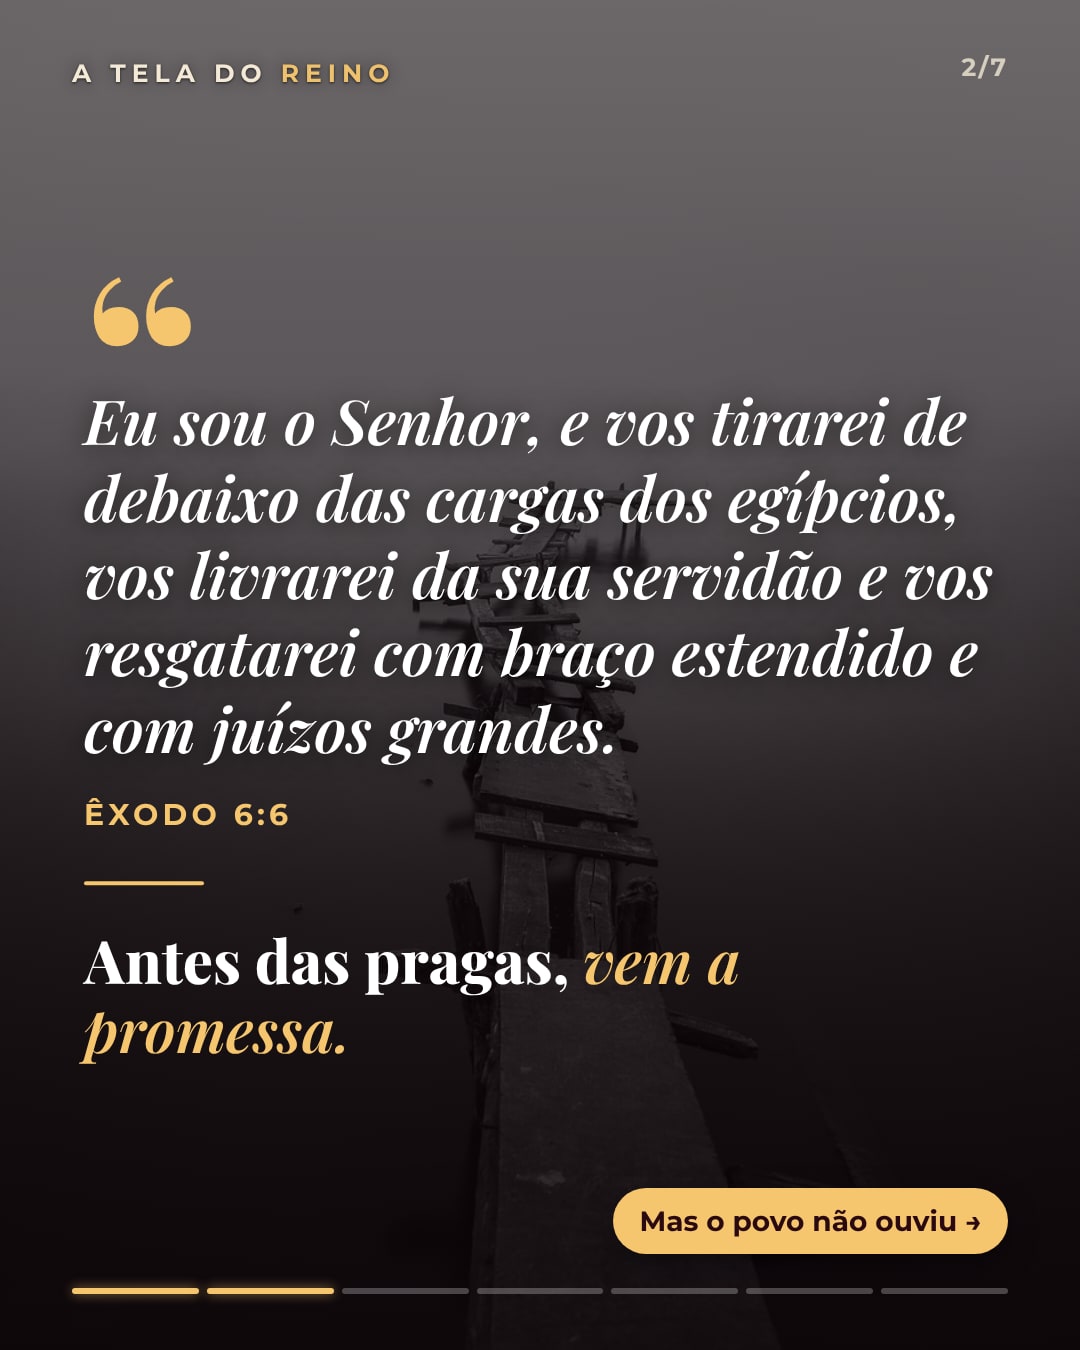 A TELA DO REINO
2/7
“
Eu sou o Senhor, e vos tirarei de
debaixo das cargas dos egípcios,
vos livrarei da sua servidão e vos
resgatarei com braço estendido e
com juízos grandes.
ÊXODO 6:6
Antes das pragas, vem a
promessa.
Mas o povo não ouviu →